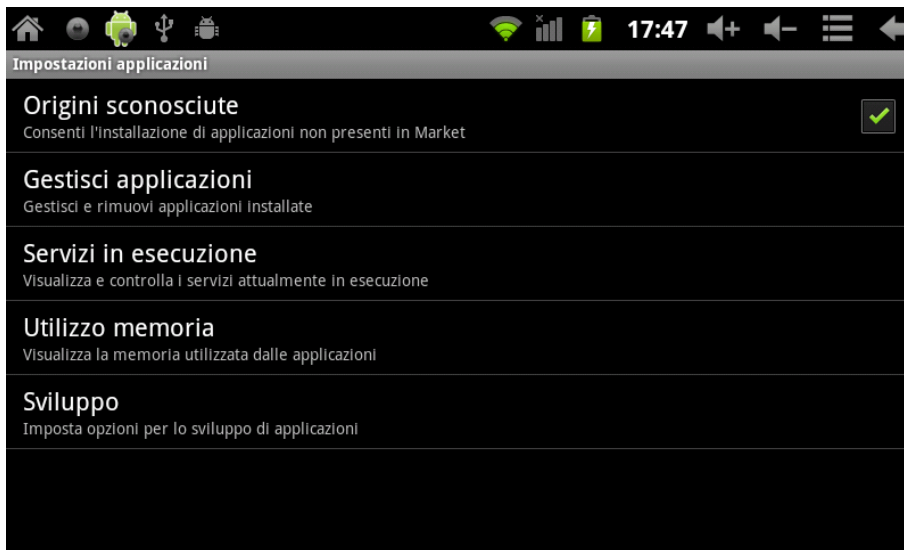 17:47
Impostazioni applicazioni
Origini sconosciute
Consenti l'installazione di applicazioni non presenti in Market
Gestisci applicazioni
Gestisci e rimuovi applicazioni installate
Servizi in esecuzione
Visualizza e controlla i servizi attualmente in esecuzione
Utilizzo memoria
Visualizza la memoria utilizzata dalle applicazioni
Sviluppo
Imposta opzioni per lo sviluppo di applicazioni